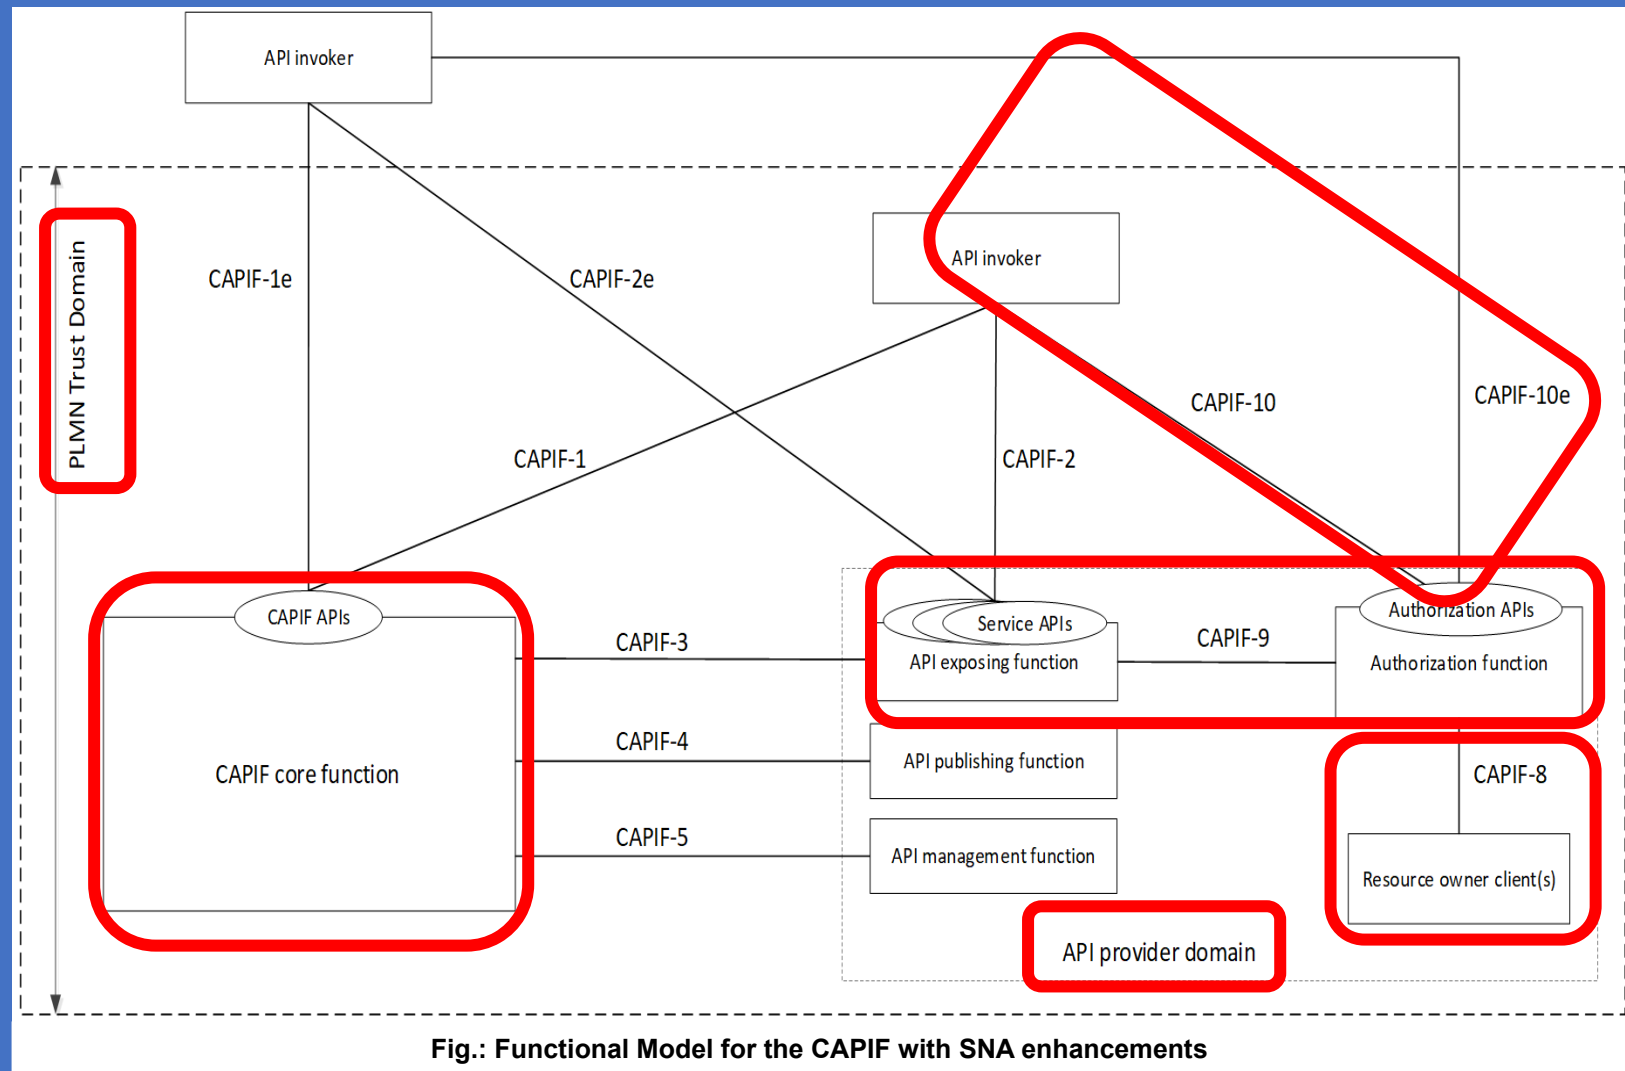 API invoker
PLMN Trust Domain
API invoker
CAPIF-1e
CAPIF-2e
CAPIF-10
CAPIF-10e
CAPIF-1
CAPIF-2
CAPIF APIs
Service APIs
Authorization APIs
CAPIF-3
API exposing function
CAPIF-9
Authorization function
CAPIF-4
API publishing function
CAPIF core function
CAPIF-8
CAPIF-5
API management function
Resource owner client(s)
API provider domain
Fig.: Functional Model for the CAPIF with SNA enhancements